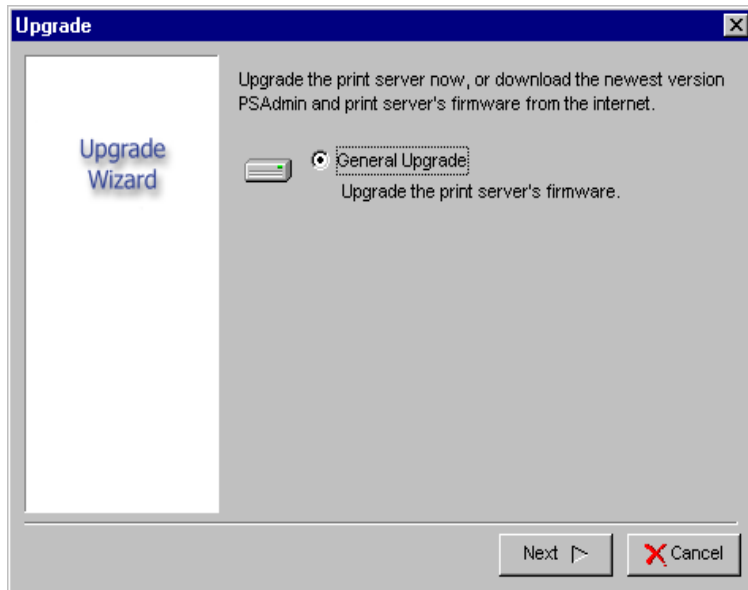 Upgrade
Upgrade the print server now, or download the newest version
PSAdmin and print server's firmware from the internet.
Upgrade
Wizard
General Upgrade
Upgrade the print server's firmware.
Next
Cancel